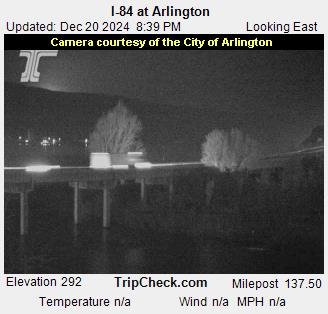 I-84 at Arlington
Updated: Dec 20 2024 8:39 PM Looking East
Camera courtesy of the City of Arlington
Elevation 292 TripCheck.com Milepost 137.50
Temperature n/a Wind n/a MPH n/a